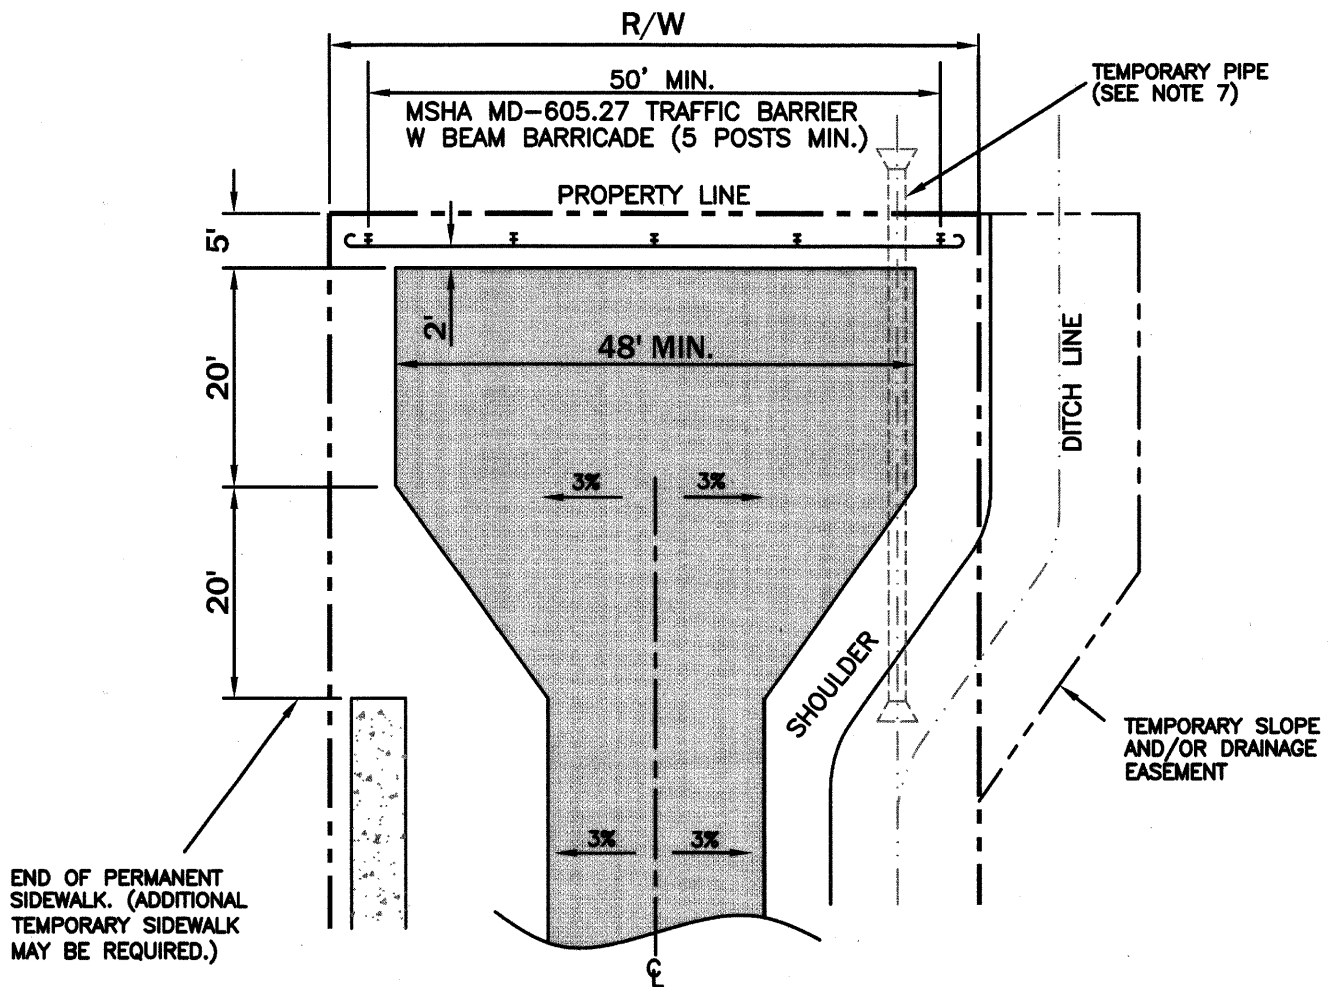 R/W
50' MIN.
MSHA MD-605.27 TRAFFIC BARRIER
W BEAM BARRICADE (5 POSTS MIN.)
TEMPORARY PIPE
(SEE NOTE 7)
PROPERTY LINE
5'
2'
48' MIN.
20'
DITCH LINE
3%
3%
20'
SHOULDER
TEMPORARY SLOPE
AND/OR DRAINAGE
EASEMENT
3%
3%
END OF PERMANENT
SIDEWALK. (ADDITIONAL
TEMPORARY SIDEWALK
MAY BE REQUIRED.)
℄